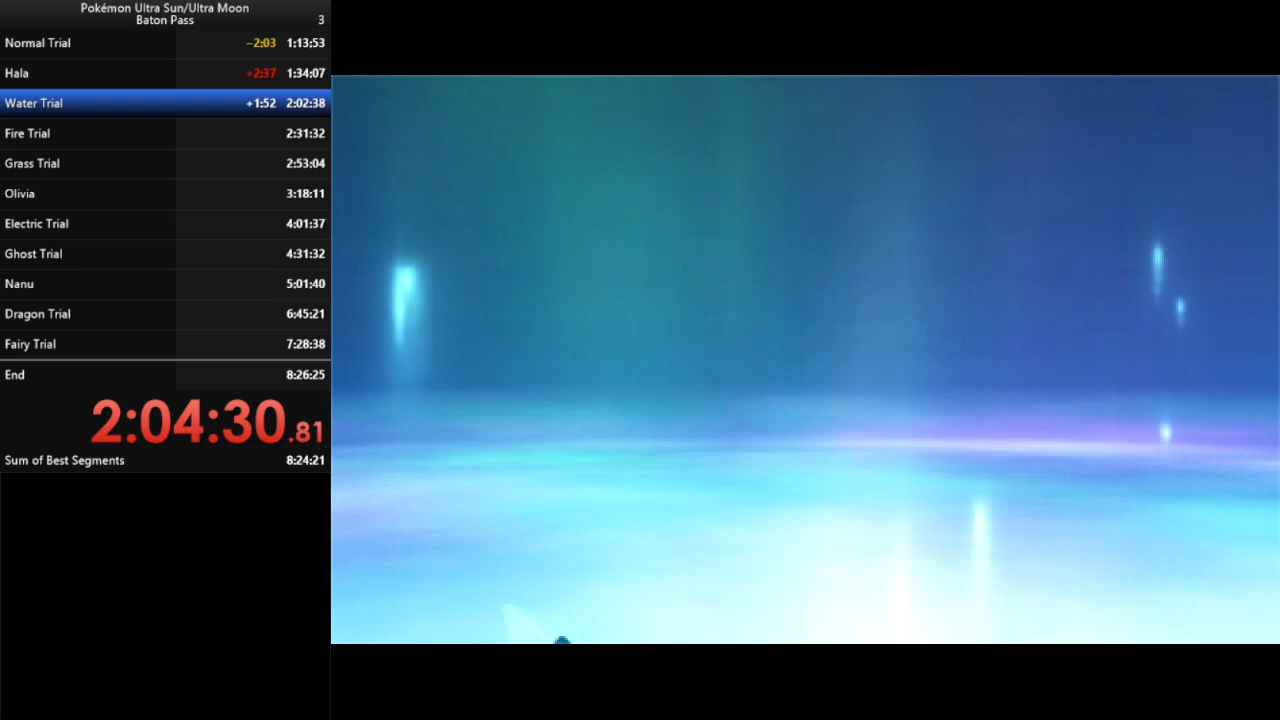 Pokémon Ultra Sun/Ultra Moon
Baton Pass 3
Normal Trial −2:03 1:13:53
Hala +2:37 1:34:07
Water Trial +1:52 2:02:38
Fire Trial 2:31:32
Grass Trial 2:53:04
Olivia 3:18:11
Electric Trial 4:01:37
Ghost Trial 4:31:32
Nanu 5:01:40
Dragon Trial 6:45:21
Fairy Trial 7:28:38
End 8:26:25
2:04:30.81
Sum of Best Segments 8:24:21